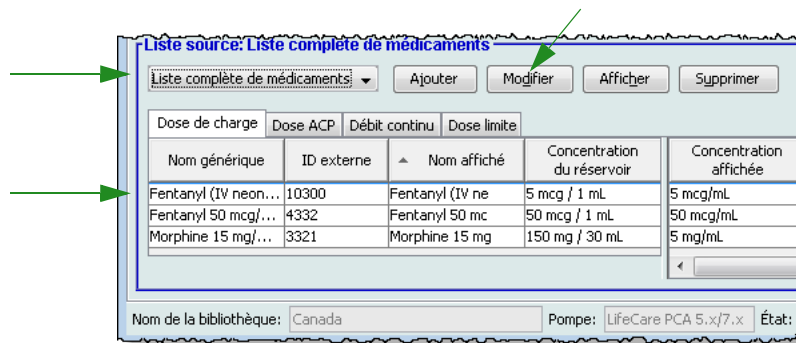 Liste source: Liste complète de médicaments
Liste complète de médicaments Ajouter Modifier Afficher Supprimer
Dose de charge Dose ACP Débit continu Dose limite
Nom générique ID externe Nom affiché Concentration du réservoir Concentration affichée
Fentanyl (IV neon... 10300 Fentanyl (IV ne 5 mcg / 1 mL 5 mcg/mL
Fentanyl 50 mcg/... 4332 Fentanyl 50 mc 50 mcg / 1 mL 50 mcg/mL
Morphine 15 mg/... 3321 Morphine 15 mg 150 mg / 30 mL 5 mg/mL
Nom de la bibliothèque: Canada Pompe: LifeCare PCA 5.x/7.x État: